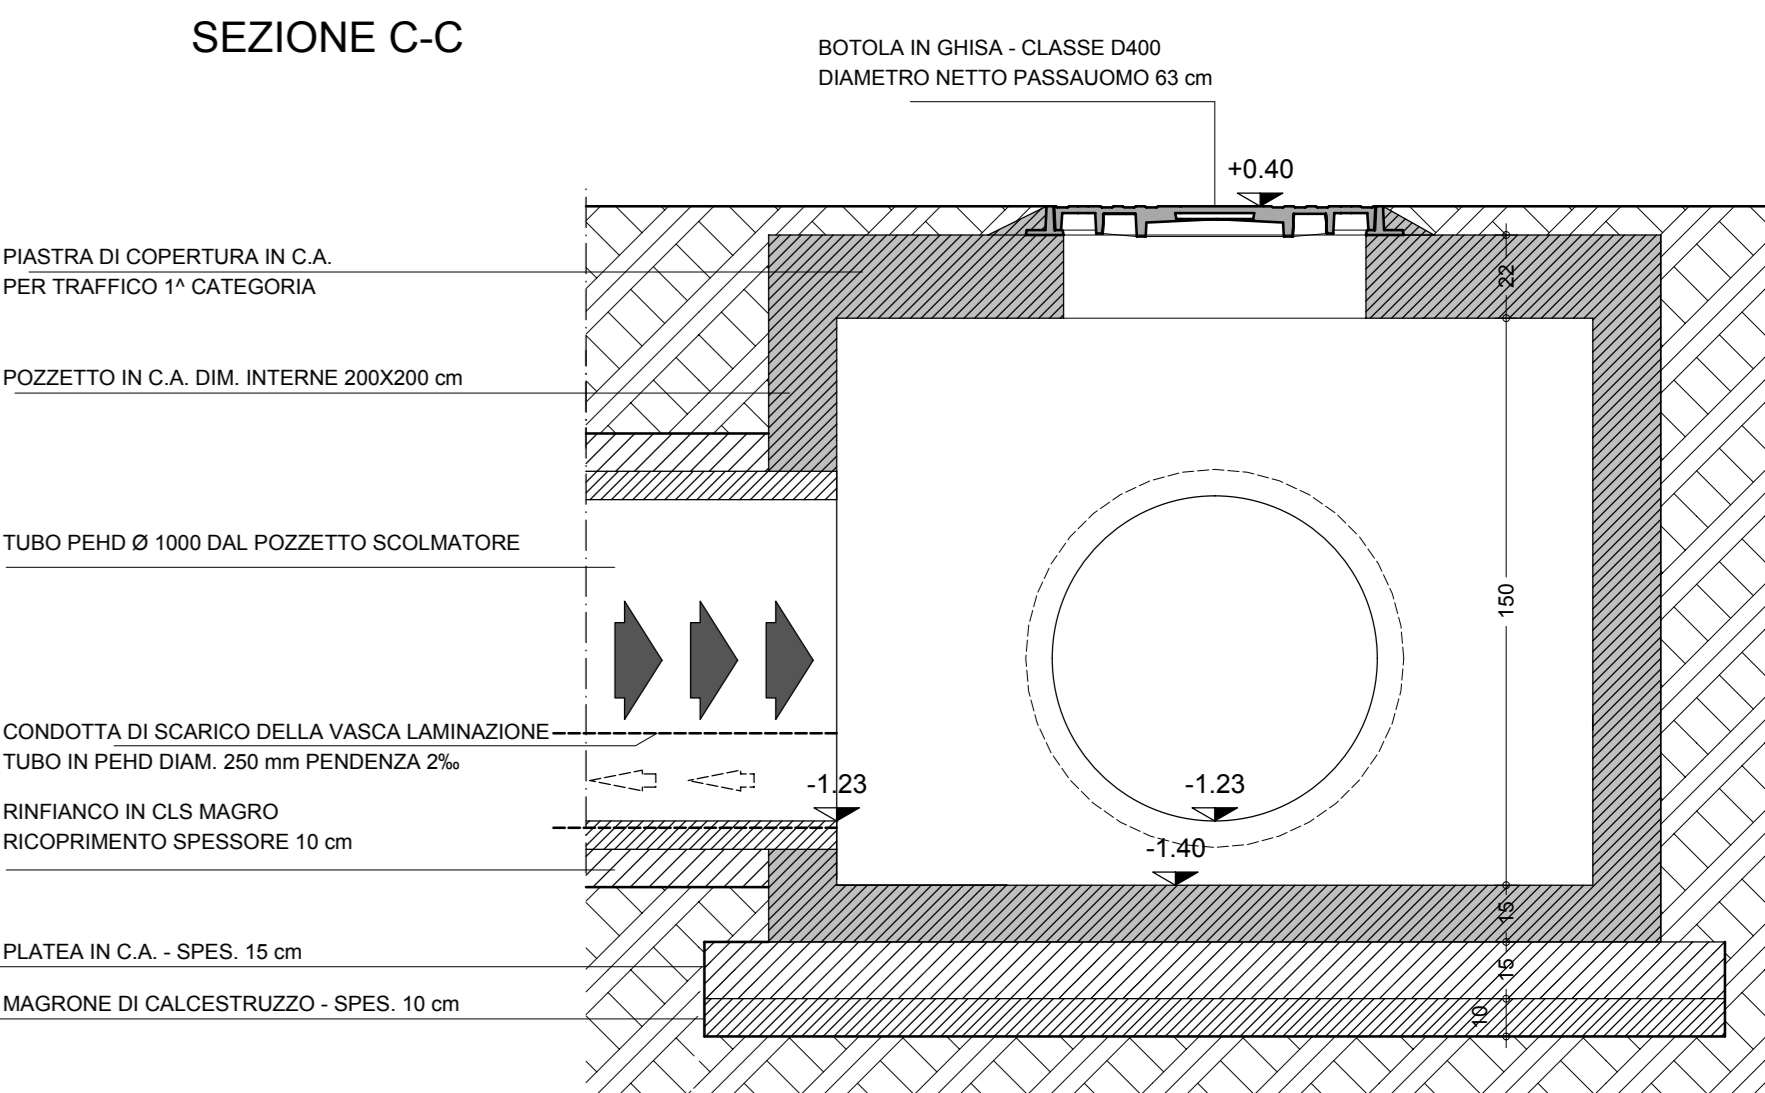 SEZIONE C-C
BOTOLA IN GHISA - CLASSE D400
DIAMETRO NETTO PASSAUOMO 63 cm
+0.40
PIASTRA DI COPERTURA IN C.A.
PER TRAFFICO 1^ CATEGORIA
22
POZZETTO IN C.A. DIM. INTERNE 200X200 cm
TUBO PEHD Ø 1000 DAL POZZETTO SCOLMATORE
150
CONDOTTA DI SCARICO DELLA VASCA LAMINAZIONE
TUBO IN PEHD DIAM. 250 mm PENDENZA 2‰
-1.23
-1.23
RINFIANCO IN CLS MAGRO
RICOPRIMENTO SPESSORE 10 cm
-1.40
15
PLATEA IN C.A. - SPES. 15 cm
15
MAGRONE DI CALCESTRUZZO - SPES. 10 cm
10